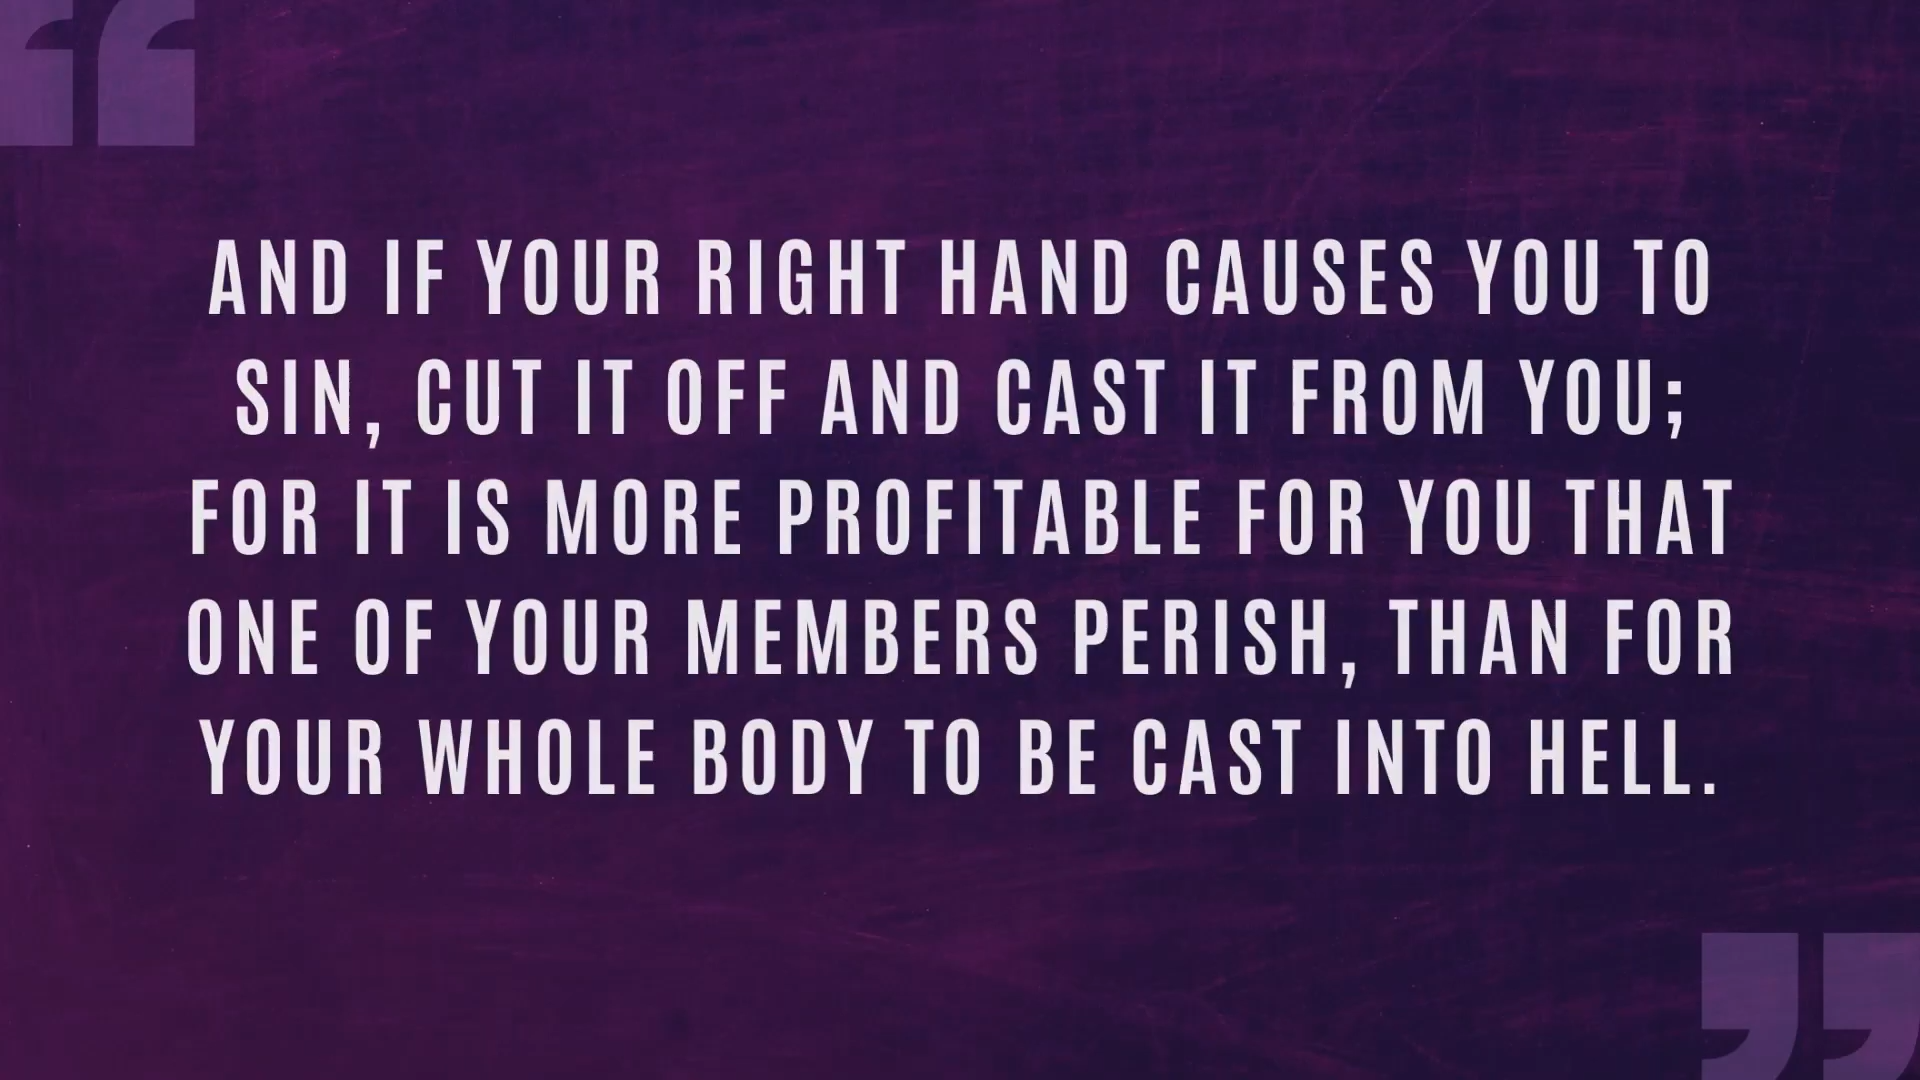 AND IF YOUR RIGHT HAND CAUSES YOU TO
SIN, CUT IT OFF AND CAST IT FROM YOU;
FOR IT IS MORE PROFITABLE FOR YOU THAT
ONE OF YOUR MEMBERS PERISH, THAN FOR
YOUR WHOLE BODY TO BE CAST INTO HELL.